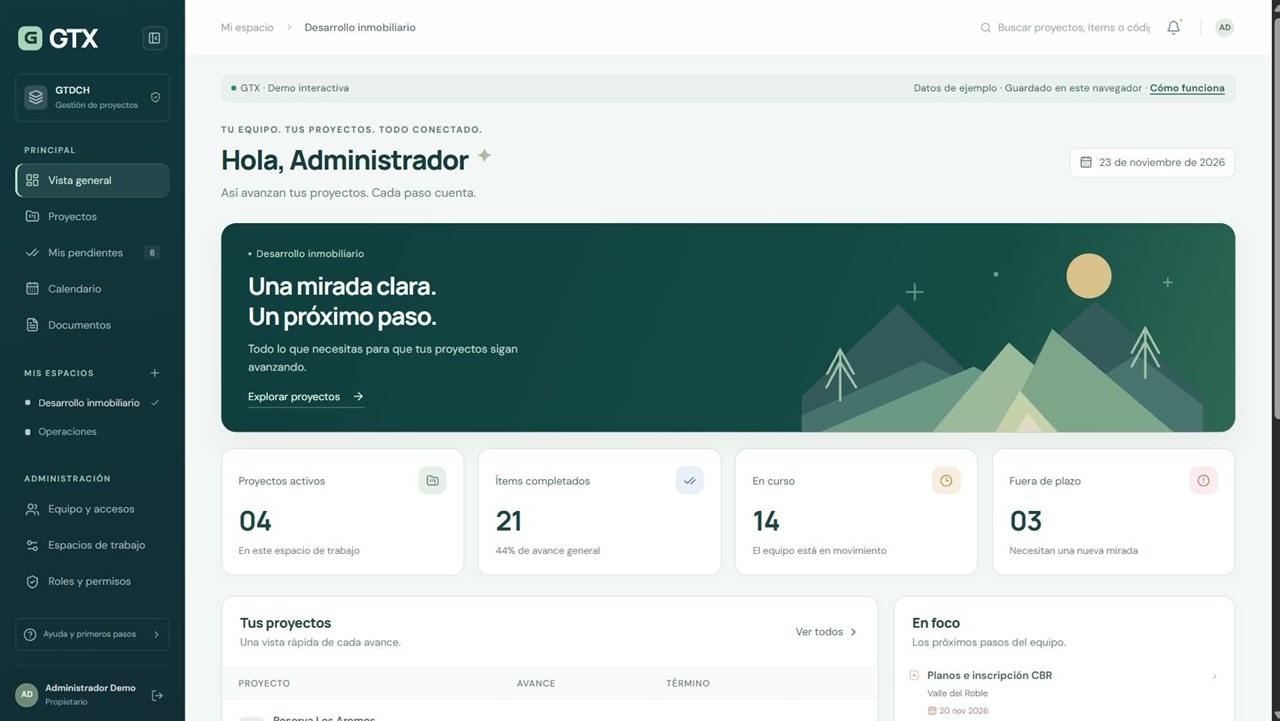 G GTX
GTDCH
Gestión de proyectos
PRINCIPAL
Vista general
Proyectos
Mis pendientes 8
Calendario
Documentos
MIS ESPACIOS
Desarrollo inmobiliario
Operaciones
ADMINISTRACIÓN
Equipo y accesos
Espacios de trabajo
Roles y permisos
Ayuda y primeros pasos
AD
Administrador Demo
Propietario
Mi espacio > Desarrollo inmobiliario
Buscar proyectos, ítems o códig
AD
GTX · Demo interactiva
Datos de ejemplo · Guardado en este navegador · Cómo funciona
TU EQUIPO. TUS PROYECTOS. TODO CONECTADO.
Hola, Administrador
Así avanzan tus proyectos. Cada paso cuenta.
23 de noviembre de 2026
• Desarrollo inmobiliario
Una mirada clara.
Un próximo paso.
Todo lo que necesitas para que tus proyectos sigan
avanzando.
Explorar proyectos →
Proyectos activos
04
En este espacio de trabajo
Ítems completados
21
44% de avance general
En curso
14
El equipo está en movimiento
Fuera de plazo
03
Necesitan una nueva mirada
Tus proyectos
Una vista rápida de cada avance.
Ver todos >
PROYECTO AVANCE TÉRMINO
Reserva Los Aromos
En foco
Los próximos pasos del equipo.
Planos e inscripción CBR
Valle del Roble
20 nov 2026